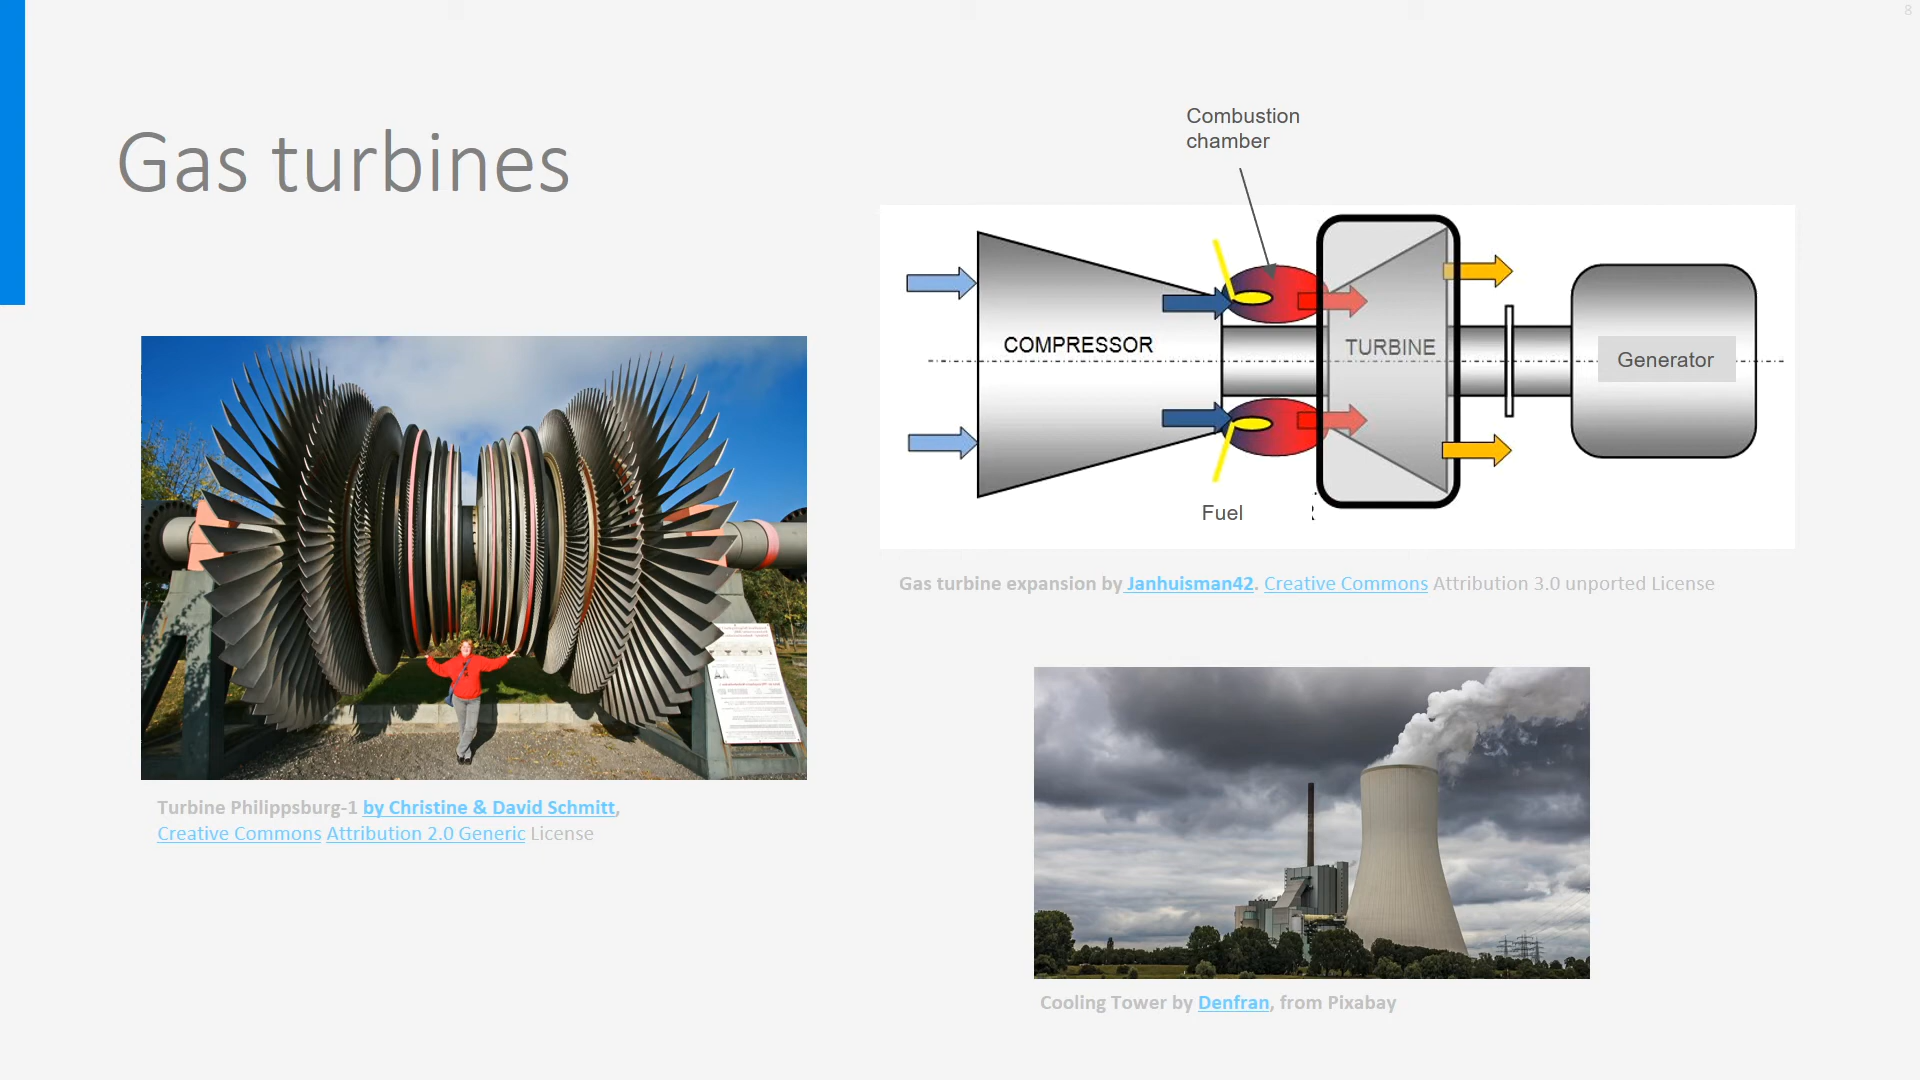 8
Gas turbines
Combustion
chamber
COMPRESSOR
TURBINE
Generator
Fuel
Gas turbine expansion by Janhuisman42. Creative Commons Attribution 3.0 unported License
Turbine Philippsburg-1 by Christine & David Schmitt,
Creative Commons Attribution 2.0 Generic License
Cooling Tower by Denfran, from Pixabay